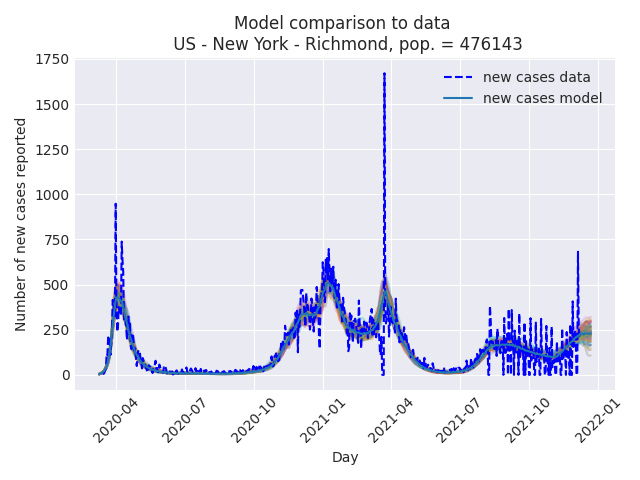 Model comparison to data
US - New York - Richmond, pop. = 476143
new cases data
new cases model
Number of new cases reported
1750
1500
1250
1000
750
500
250
0
2020-04
2020-07
2020-10
2021-01
2021-04
2021-07
2021-10
2022-01
Day